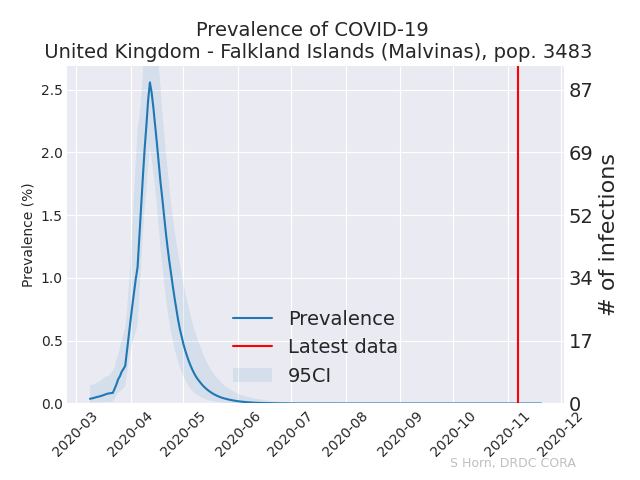 Prevalence of COVID-19
United Kingdom - Falkland Islands (Malvinas), pop. 3483
2.5
2.0
1.5
1.0
0.5
0.0
Prevalence (%)
87
69
52
34
17
0
# of infections
Prevalence
Latest data
95CI
2020-03
2020-04
2020-05
2020-06
2020-07
2020-08
2020-09
2020-10
2020-11
2020-12
S Horn, DRDC CORA